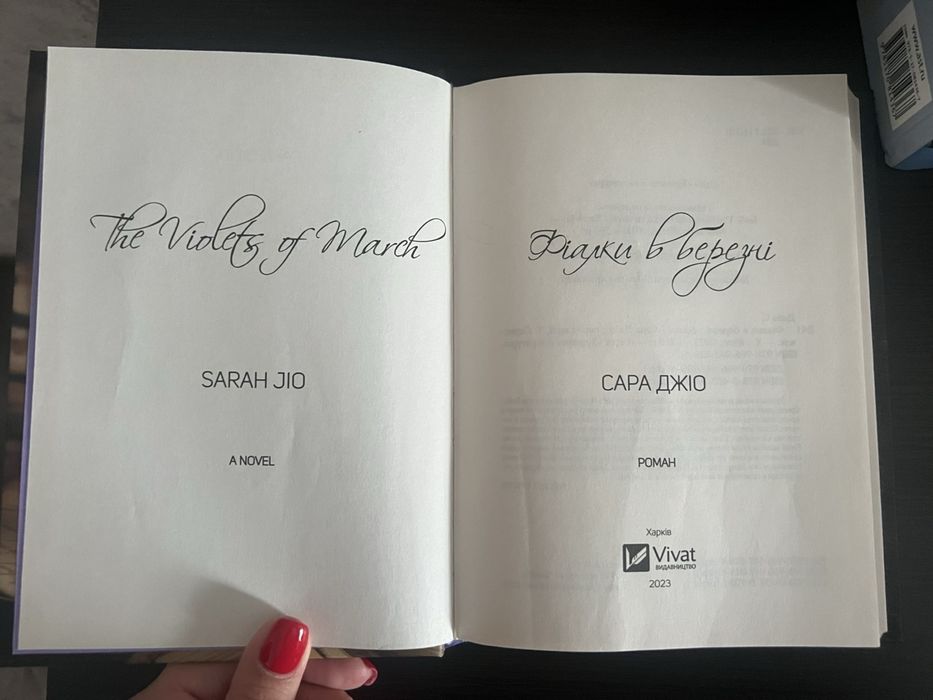 The Violets of March
SARAH JIO
A NOVEL
Фіалки в березні
САРА ДЖІО
РОМАН
Харків
Vivat
ВИДАВНИЦТВО
2023